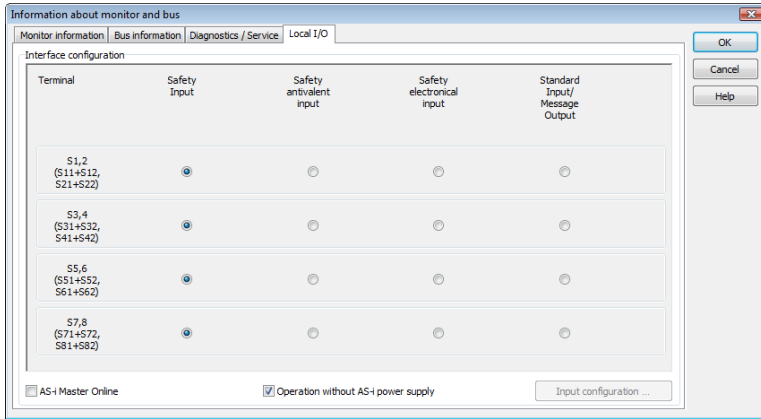 Information about monitor and bus
Monitor information Bus information Diagnostics / Service Local I/O
OK
Cancel
Help
Interface configuration
Terminal
Safety
Input
Safety
antivalent
input
Safety
electronical
input
Standard
Input/
Message
Output
S1,2
(S11+S12,
S21+S22)
S3,4
(S31+S32,
S41+S42)
S5,6
(S51+S52,
S61+S62)
S7,8
(S71+S72,
S81+S82)
AS-i Master Online
Operation without AS-i power supply
Input configuration ...